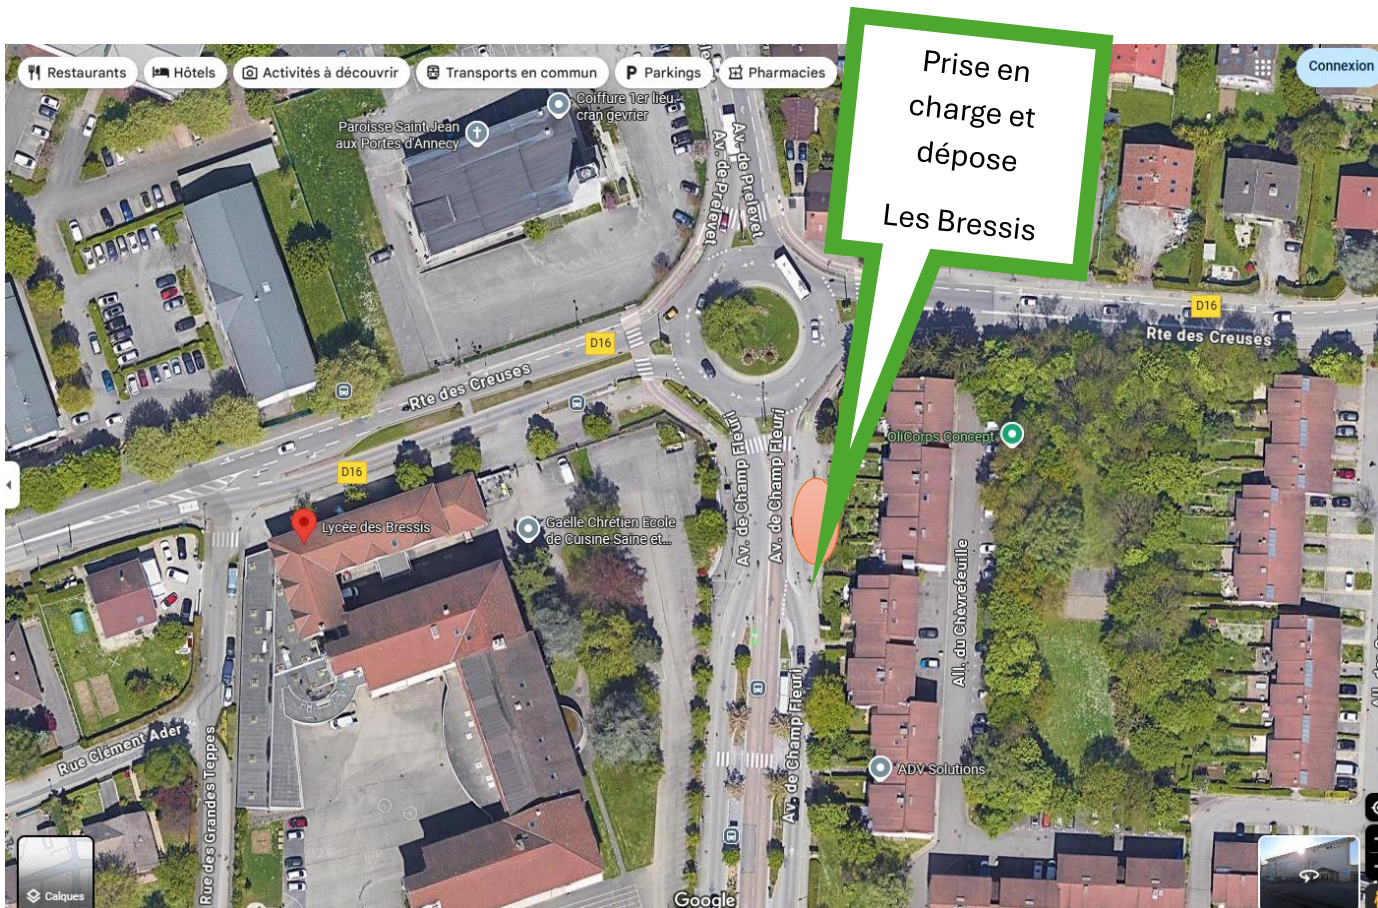 Prise en
charge et
dépose
Les Bressis
Restaurants
Hôtels
Activités à découvrir
Transports en commun
P Parkings
Pharmacies
Connexion
Coiffure 1er lieu
cran gevrier
Paroisse Saint Jean
aux Portes d'Annecy
Av. de Prélevet
Av. de Prélevet
D16
Rte des Creuses
D16
Rte des Creuses
D16
OliCorps Concept
Lycée des Bressis
Gaëlle Chrétien Ecole
de Cuisine Saine et...
Av. de Champ Fleuri
Av. de Champ Fleuri
Av. de Champ Fleuri
All. du Chèvrefeuille
ADV Solutions
Rue Clément Ader
Rue des Grandes Teppes
Calques
Google